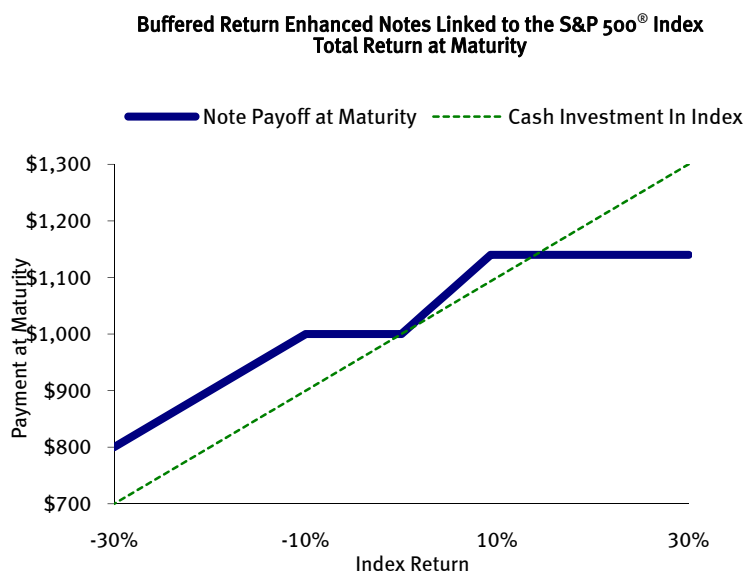 Buffered Return Enhanced Notes Linked to the S&P 500® Index
Total Return at Maturity
Note Payoff at Maturity
Cash Investment In Index
$1,300
$1,200
$1,100
$1,000
$900
$800
$700
Payment at Maturity
-30%
-10%
10%
30%
Index Return